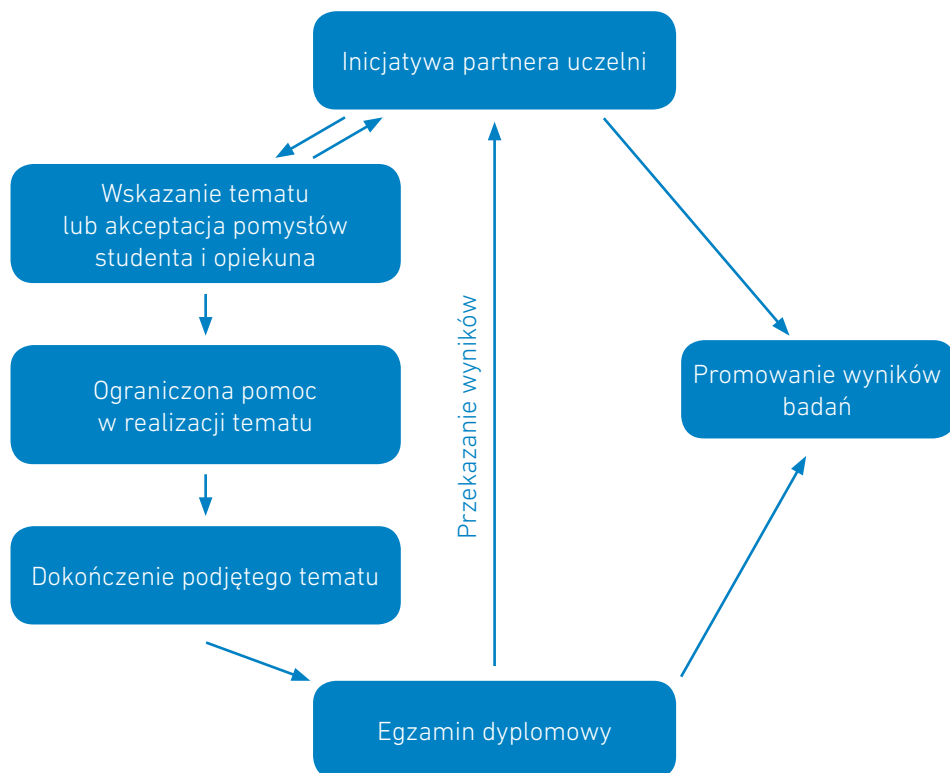 Inicjatywa partnera uczelni
Wskazanie tematu
lub akceptacja pomysłów
studenta i opiekuna
Ograniczona pomoc
w realizacji tematu
Dokończenie podjętego tematu
Przekazanie wyników
Promowanie wyników
badań
Egzamin dyplomowy